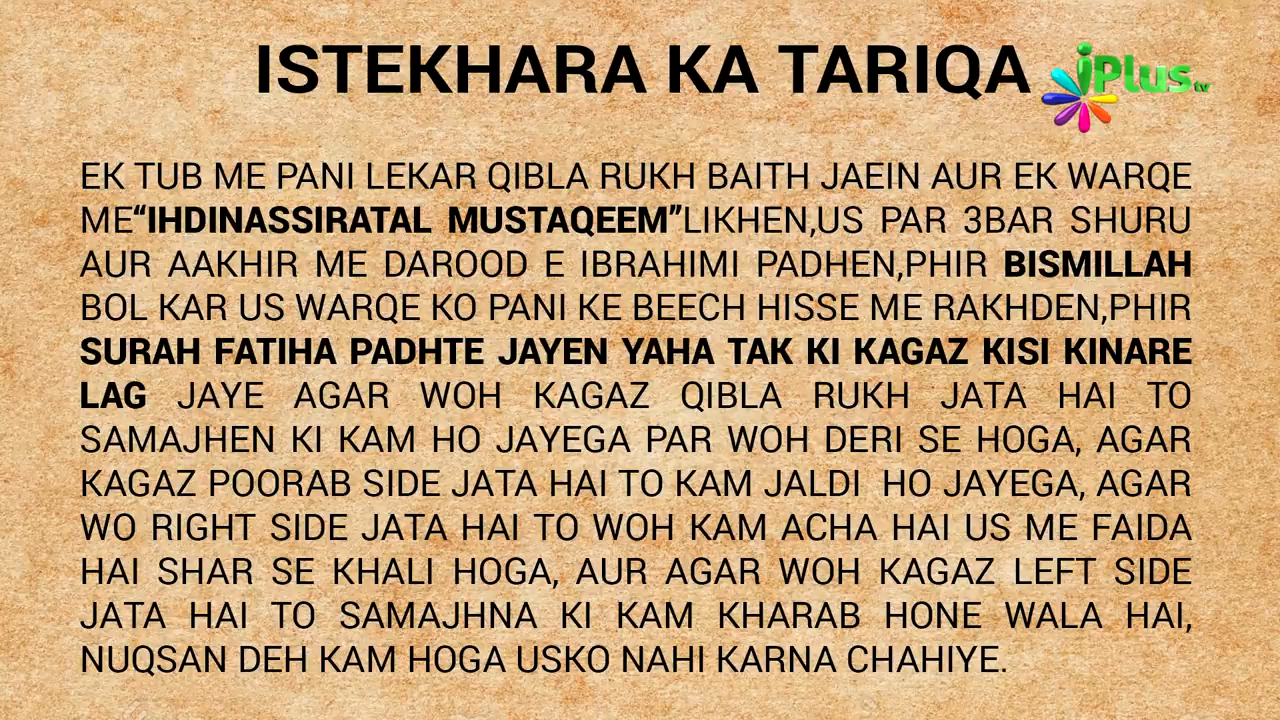 ISTEKHARA KA TARIQA
iPlus tv
EK TUB ME PANI LEKAR QIBLA RUKH BAITH JAEIN AUR EK WARQE
ME“IHDINASSIRATAL MUSTAQEEM”LIKHEN,US PAR 3BAR SHURU
AUR AAKHIR ME DAROOD E IBRAHIMI PADHEN,PHIR BISMILLAH
BOL KAR US WARQE KO PANI KE BEECH HISSE ME RAKHDEN,PHIR
SURAH FATIHA PADHTE JAYEN YAHA TAK KI KAGAZ KISI KINARE
LAG JAYE AGAR WOH KAGAZ QIBLA RUKH JATA HAI TO
SAMAJHEN KI KAM HO JAYEGA PAR WOH DERI SE HOGA, AGAR
KAGAZ POORAB SIDE JATA HAI TO KAM JALDI HO JAYEGA, AGAR
WO RIGHT SIDE JATA HAI TO WOH KAM ACHA HAI US ME FAIDA
HAI SHAR SE KHALI HOGA, AUR AGAR WOH KAGAZ LEFT SIDE
JATA HAI TO SAMAJHNA KI KAM KHARAB HONE WALA HAI,
NUQSAN DEH KAM HOGA USKO NAHI KARNA CHAHIYE.